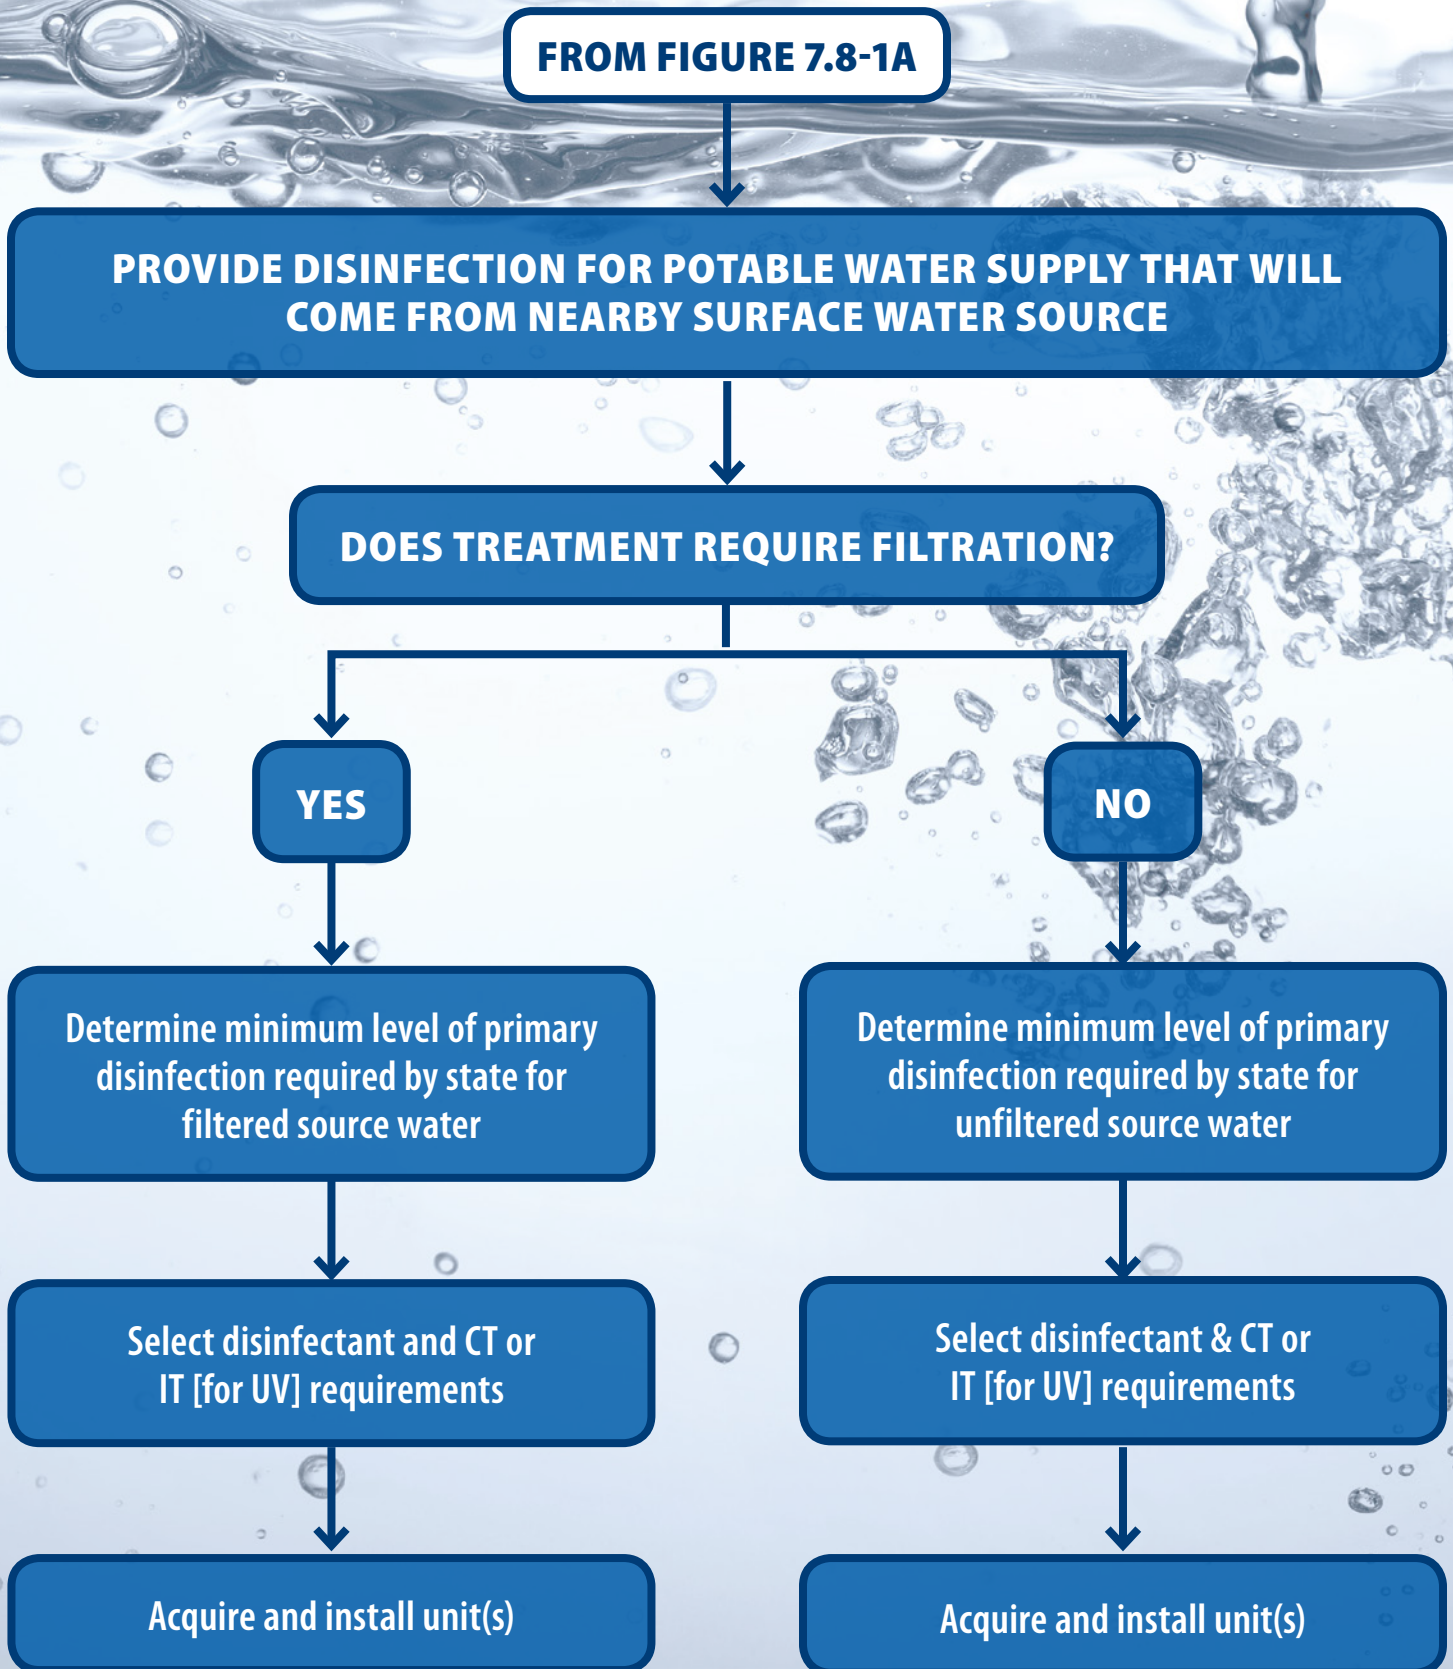 FROM FIGURE 7.8-1A
PROVIDE DISINFECTION FOR POTABLE WATER SUPPLY THAT WILL
COME FROM NEARBY SURFACE WATER SOURCE
DOES TREATMENT REQUIRE FILTRATION?
YES
NO
Determine minimum level of primary
disinfection required by state for
filtered source water
Determine minimum level of primary
disinfection required by state for
unfiltered source water
Select disinfectant and CT or
IT [for UV] requirements
Select disinfectant & CT or
IT [for UV] requirements
Acquire and install unit(s)
Acquire and install unit(s)